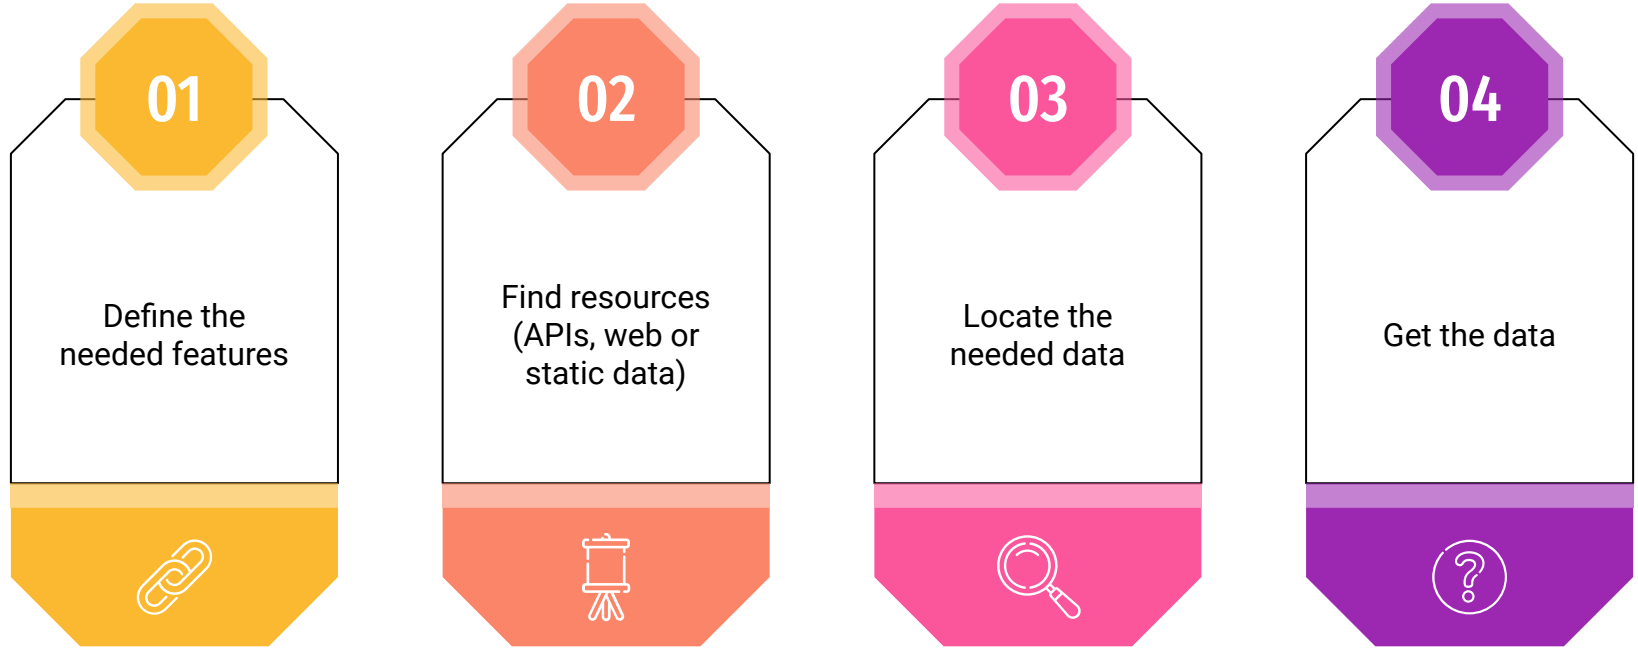 01
Define the
needed features
02
Find resources
(APIs, web or
static data)
03
Locate the
needed data
04
Get the data